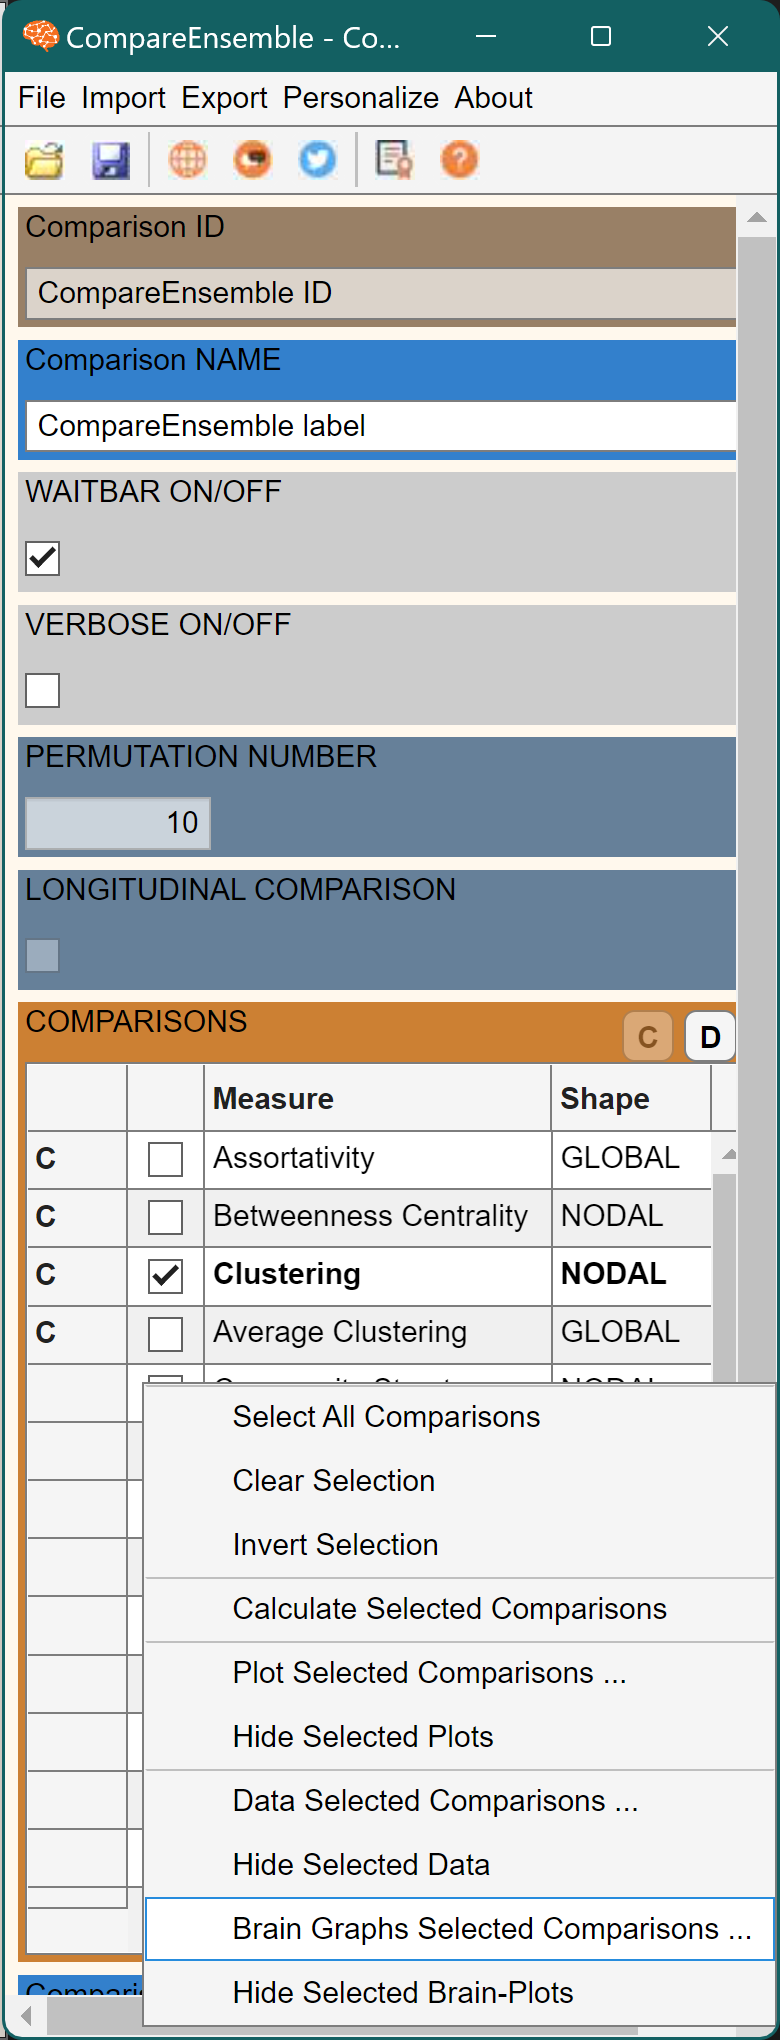 CompareEnsemble - Co...
File Import Export Personalize About
Comparison ID
CompareEnsemble ID
Comparison NAME
CompareEnsemble label
WAITBAR ON/OFF
VERBOSE ON/OFF
PERMUTATION NUMBER
10
LONGITUDINAL COMPARISON
COMPARISONS C D
Measure Shape
C Assortativity GLOBAL
C Betweenness Centrality NODAL
C Clustering NODAL
C Average Clustering GLOBAL
Select All Comparisons
Clear Selection
Invert Selection
Calculate Selected Comparisons
Plot Selected Comparisons ...
Hide Selected Plots
Data Selected Comparisons ...
Hide Selected Data
Brain Graphs Selected Comparisons ...
Hide Selected Brain-Plots